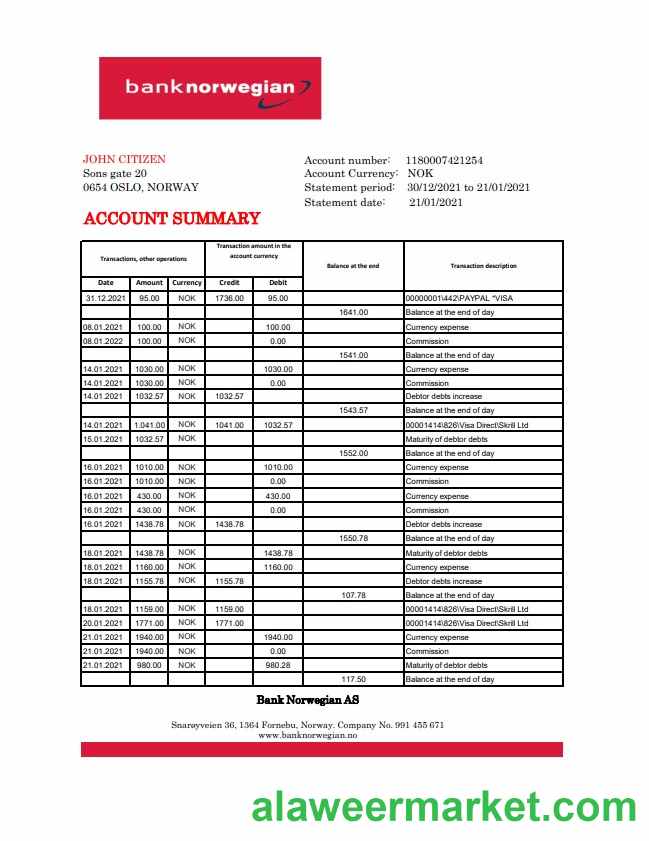 banknorwegian
JOHN CITIZEN
Sons gate 20
0654 OSLO, NORWAY
Account number: 1180007421254
Account Currency: NOK
Statement period: 30/12/2021 to 21/01/2021
Statement date: 21/01/2021
ACCOUNT SUMMARY
Transactions, other operations Transaction amount in the account currency Balance at the end Transaction description
Date Amount Currency Credit Debit
31.12.2021 95.00 NOK 1736.00 95.00 00000001\442\PAYPAL *VISA
1641.00 Balance at the end of day
08.01.2021 100.00 NOK 100.00 Currency expense
08.01.2022 100.00 NOK 0.00 Commission
1541.00 Balance at the end of day
14.01.2021 1030.00 NOK 1030.00 Currency expense
14.01.2021 1030.00 NOK 0.00 Commission
14.01.2021 1032.57 NOK 1032.57 Debtor debts increase
1543.57 Balance at the end of day
14.01.2021 1.041.00 NOK 1041.00 1032.57 00001414\826\Visa Direct\Skrill Ltd
15.01.2021 1032.57 NOK Maturity of debtor debts
1552.00 Balance at the end of day
16.01.2021 1010.00 NOK 1010.00 Currency expense
16.01.2021 1010.00 NOK 0.00 Commission
16.01.2021 430.00 NOK 430.00 Currency expense
16.01.2021 430.00 NOK 0.00 Commission
16.01.2021 1438.78 NOK 1438.78 Debtor debts increase
1550.78 Balance at the end of day
18.01.2021 1438.78 NOK 1438.78 Maturity of debtor debts
18.01.2021 1160.00 NOK 1160.00 Currency expense
18.01.2021 1155.78 NOK 1155.78 Debtor debts increase
107.78 Balance at the end of day
18.01.2021 1159.00 NOK 1159.00 00001414\826\Visa Direct\Skrill Ltd
20.01.2021 1771.00 NOK 1771.00 00001414\826\Visa Direct\Skrill Ltd
21.01.2021 1940.00 NOK 1940.00 Currency expense
21.01.2021 1940.00 NOK 0.00 Commission
21.01.2021 980.00 NOK 980.28 Maturity of debtor debts
117.50 Balance at the end of day
Bank Norwegian AS
Snarøyveien 36, 1364 Fornebu, Norway. Company No. 991 455 671
www.banknorwegian.no
alaweermarket.com